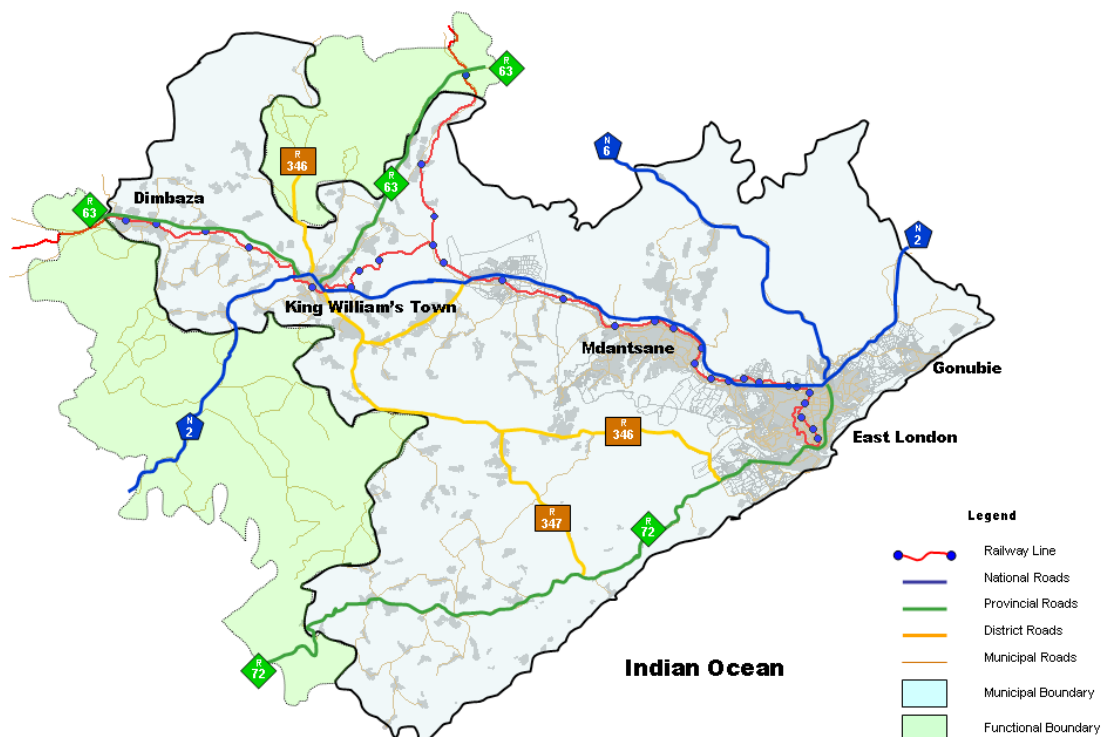 R
63
N
6
R
346
R
63
Dimbaza
R
63
N
2
King William's Town
Mdantsane
Gonubie
N
2
R
346
East London
R
347
R
72
R
72
Indian Ocean
Legend
Railway Line
National Roads
Provincial Roads
District Roads
Municipal Roads
Municipal Boundary
Functional Boundary